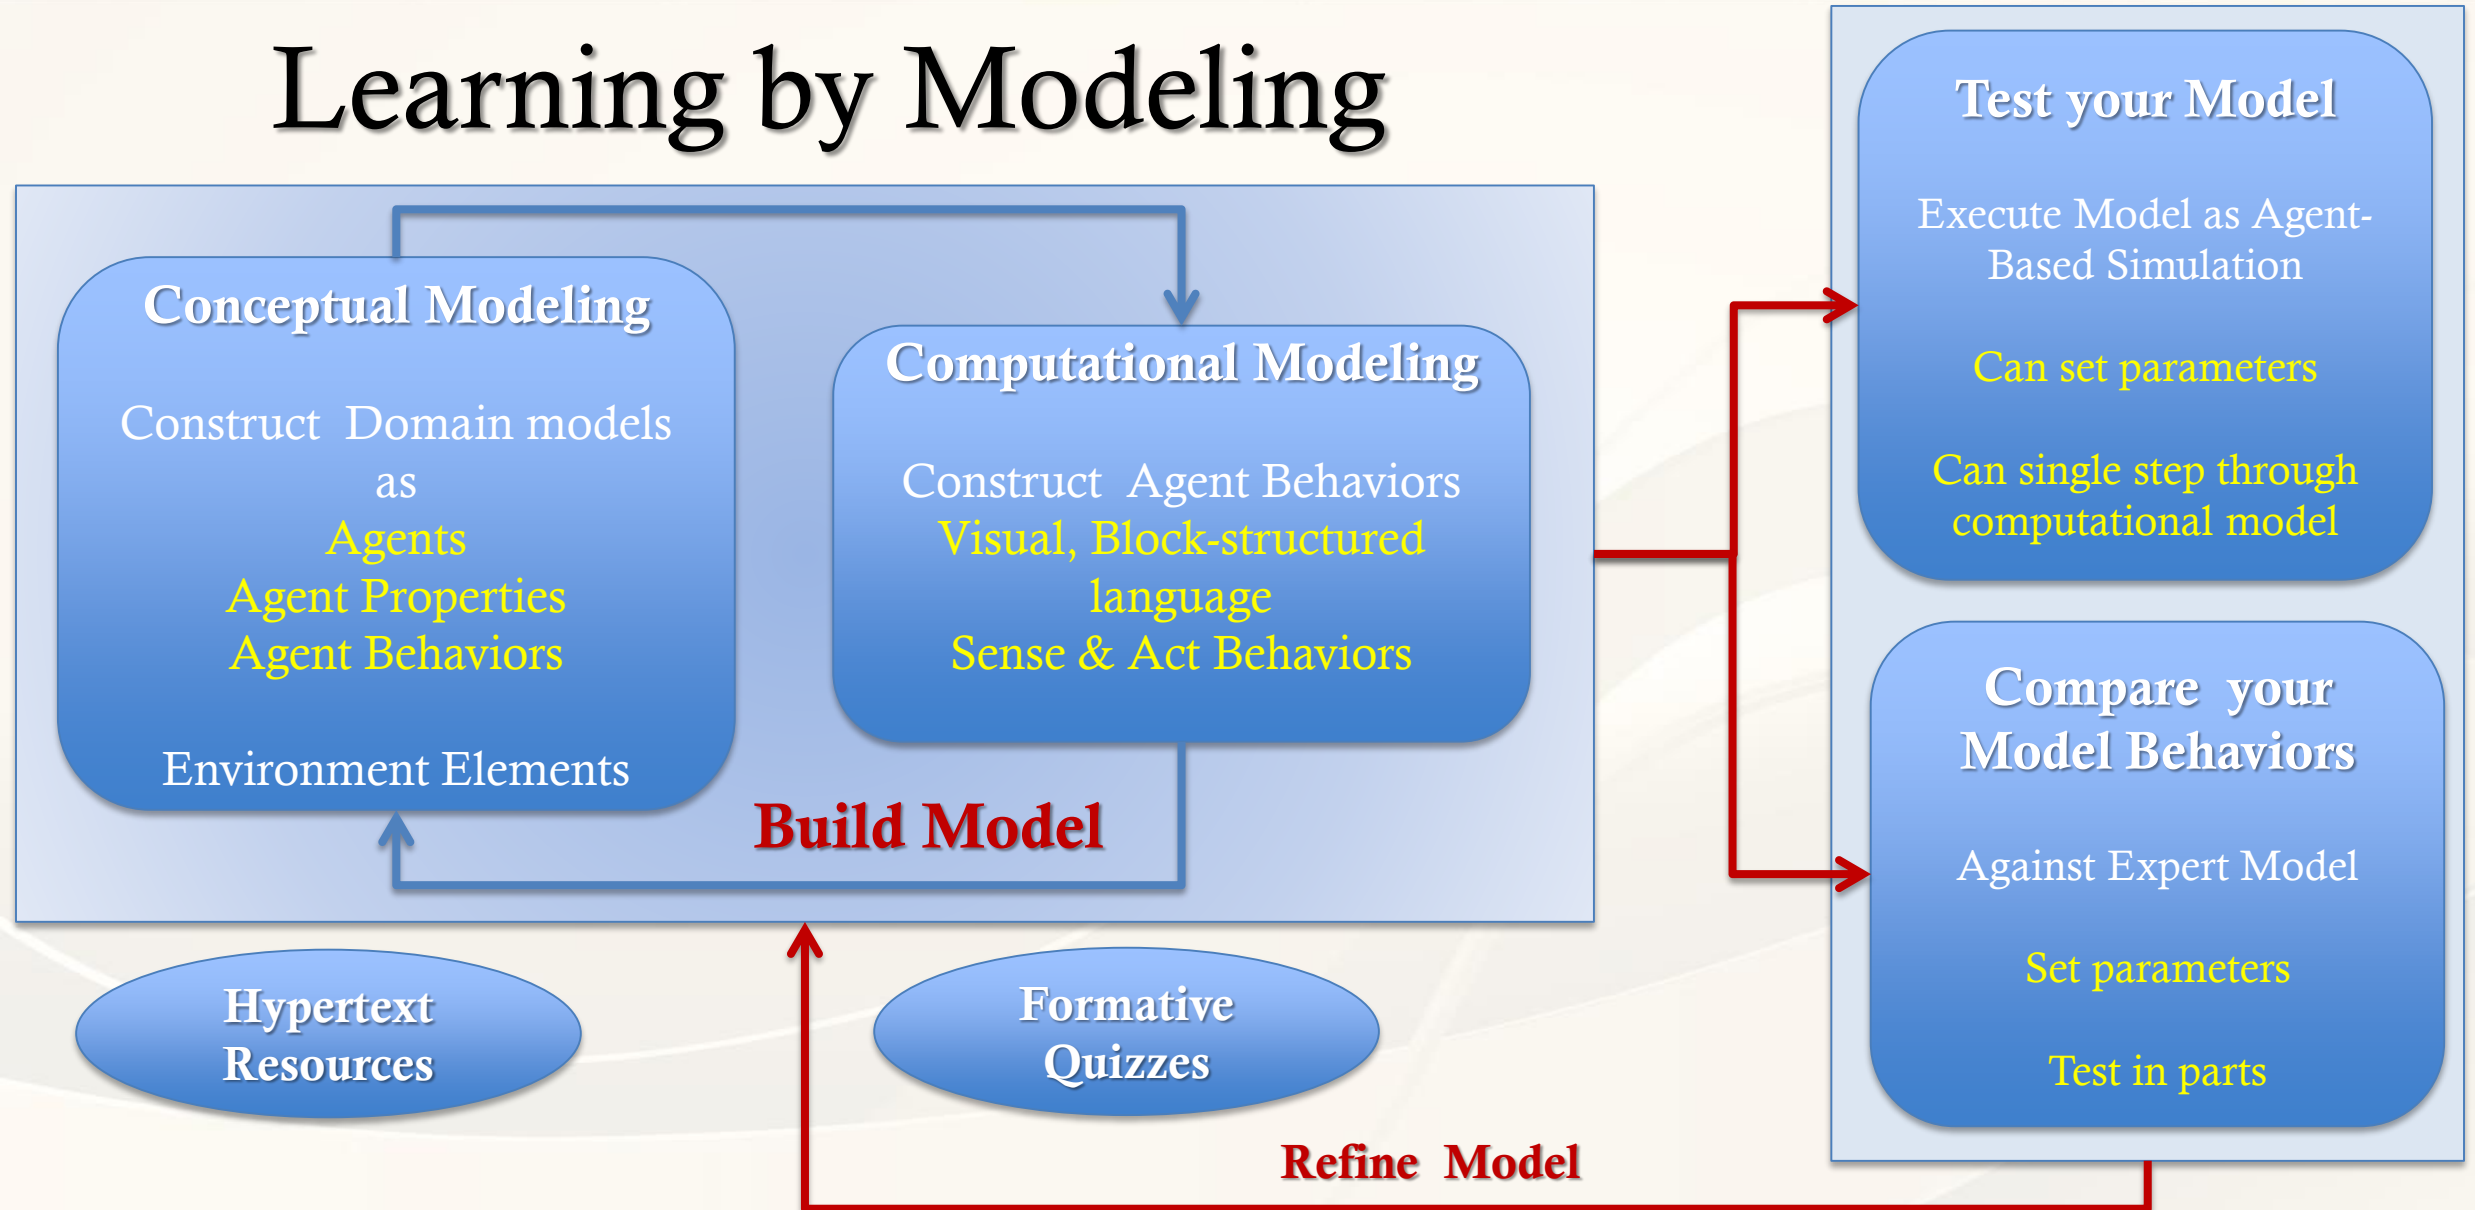 Learning by Modeling
Conceptual Modeling
Construct Domain models
as
Agents
Agent Properties
Agent Behaviors
Environment Elements
Computational Modeling
Construct Agent Behaviors
Visual, Block-structured
language
Sense & Act Behaviors
Build Model
Test your Model
Execute Model as Agent-
Based Simulation
Can set parameters
Can single step through
computational model
Compare your
Model Behaviors
Against Expert Model
Set parameters
Test in parts
Hypertext
Resources
Formative
Quizzes
Refine Model